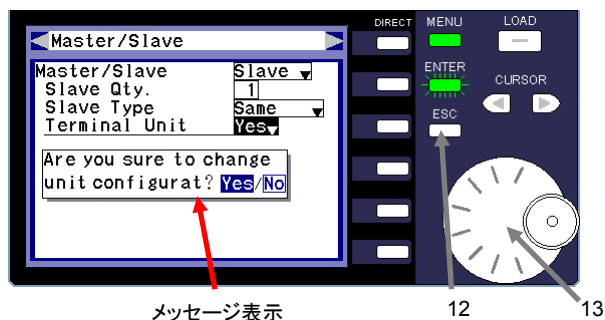 DIRECT MENU LOAD
Master/Slave
Master/Slave Slave
Slave Qty. 1
Slave Type Same
Terminal Unit Yes
ENTER
CURSOR
ESC
Are you sure to change
unit configurat? Yes/No
メッセージ表示
12
13